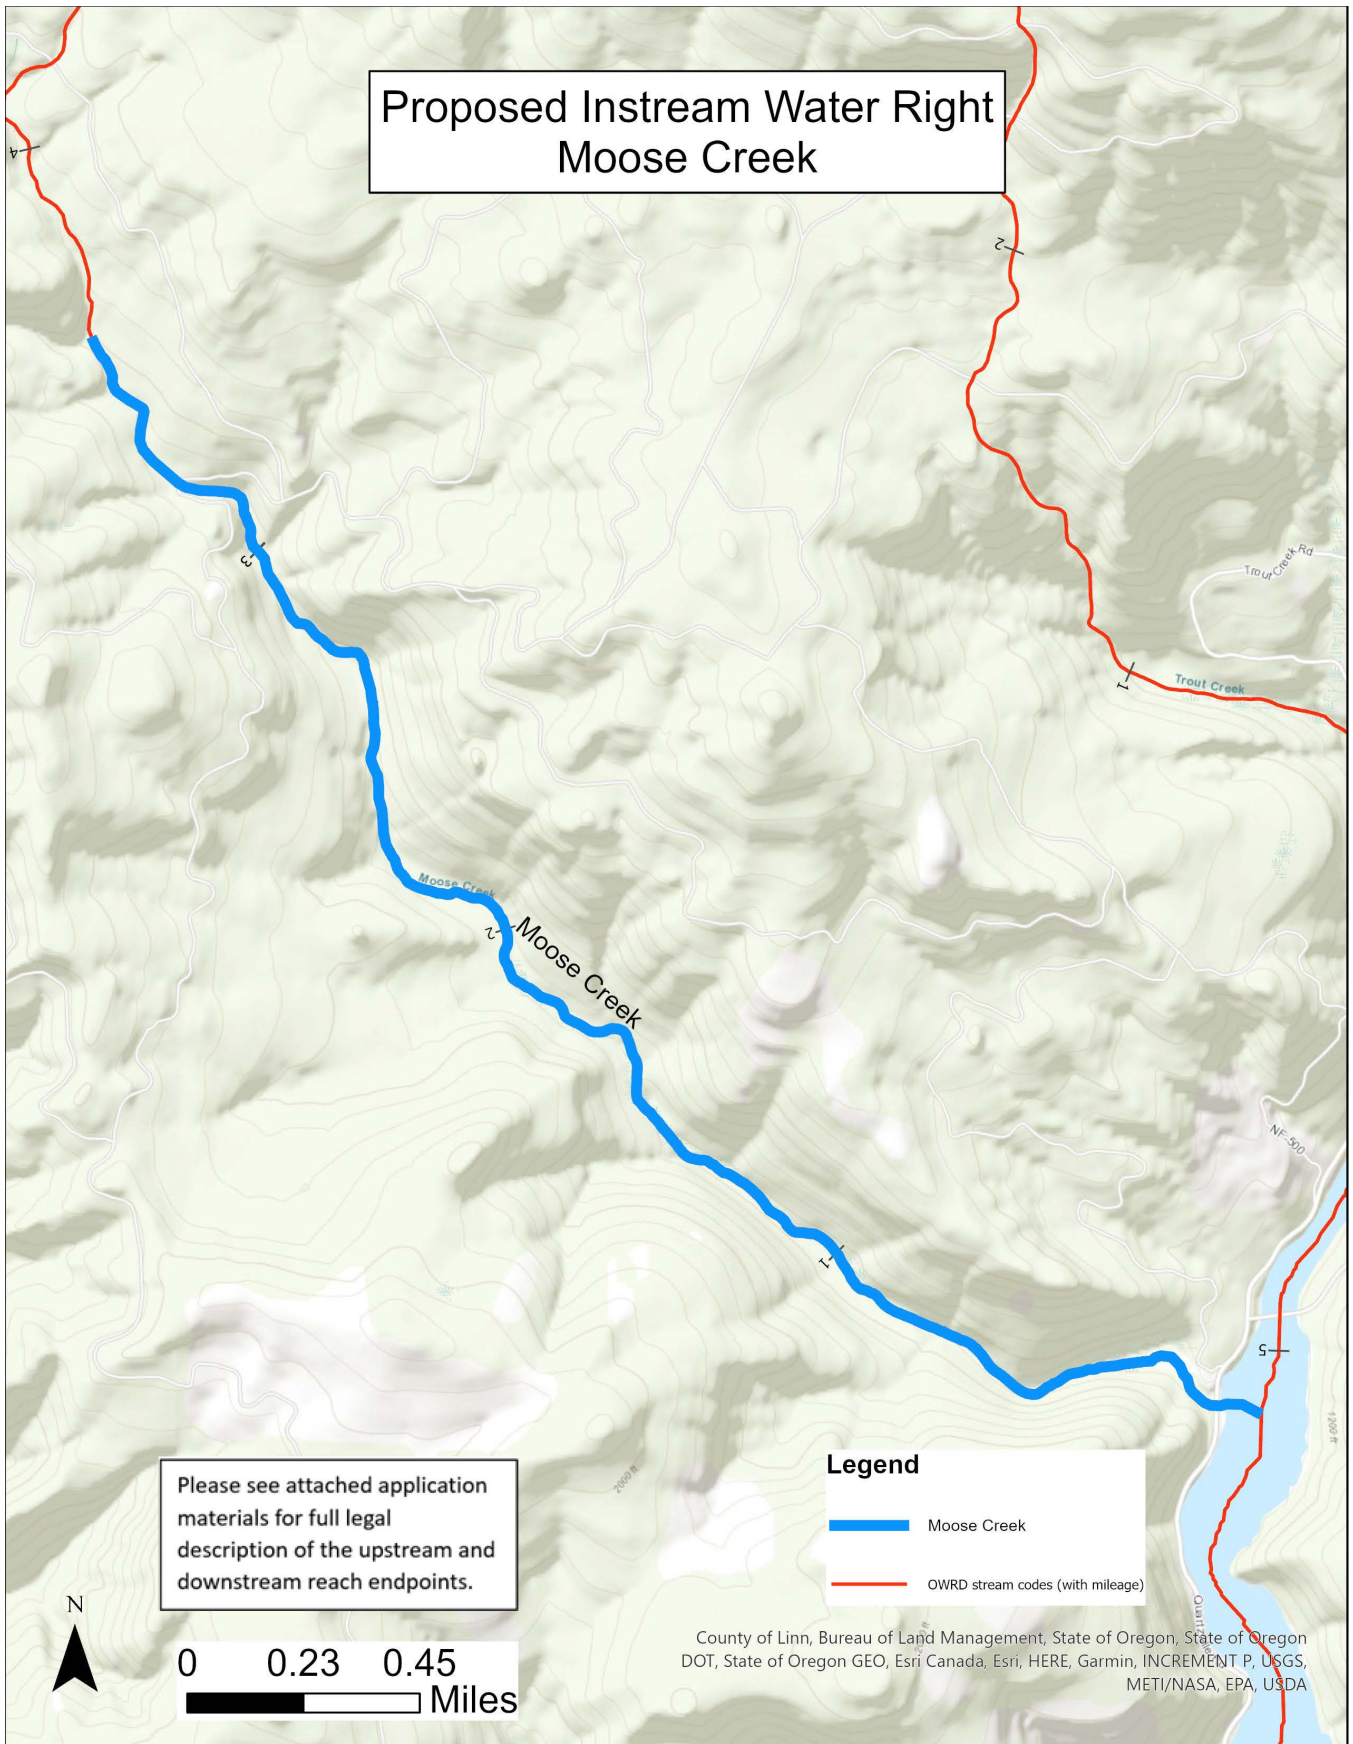 Proposed Instream Water Right
Moose Creek
4
2
3
Trout Creek Rd
1
Trout Creek
Moose Creek
2
Moose Creek
NF-500
1
5
1200 ft
2000 ft
Legend
Moose Creek
OWRD stream codes (with mileage)
Please see attached application
materials for full legal
description of the upstream and
downstream reach endpoints.
N
0 0.23 0.45
Miles
County of Linn, Bureau of Land Management, State of Oregon, State of Oregon
DOT, State of Oregon GEO, Esri Canada, Esri, HERE, Garmin, INCREMENT P, USGS,
METI/NASA, EPA, USDA